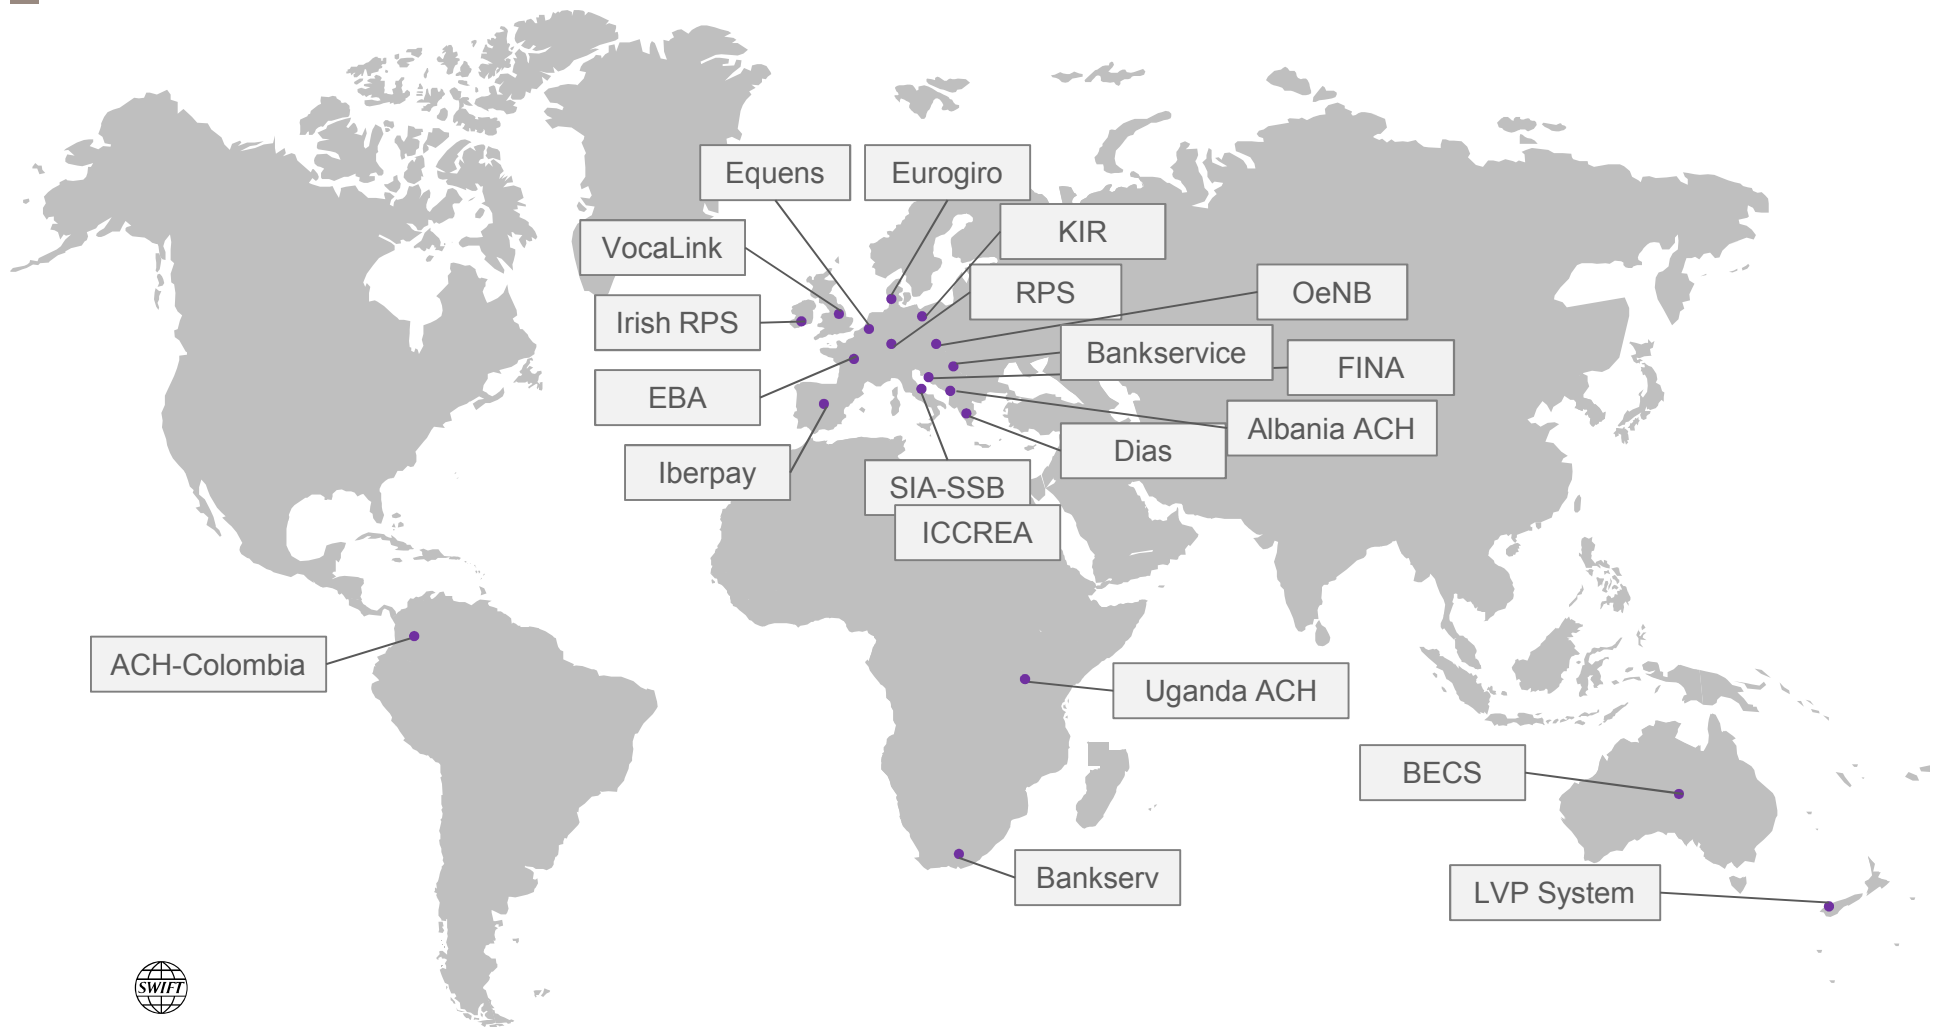 Equens
Eurogiro
KIR
VocaLink
RPS
OeNB
Irish RPS
Bankservice
FINA
EBA
Albania ACH
Dias
Iberpay
SIA-SSB
ICCREA
ACH-Colombia
Uganda ACH
BECS
Bankserv
LVP System
SWIFT